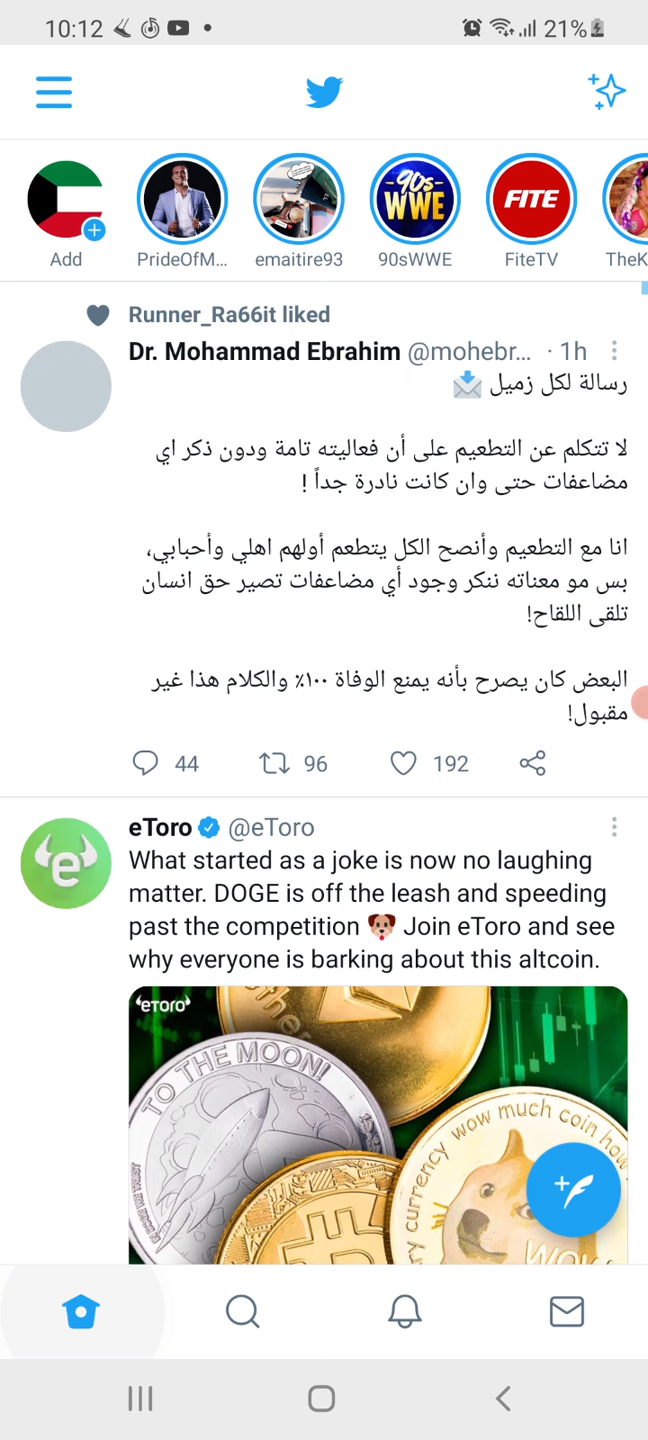 10:12
21%
Add
PrideOfM...
emaitire93
90sWWE
FiteTV
TheK
-90s-
WWE
FITE
Runner_Ra66it liked
Dr. Mohammad Ebrahim @mohebr... · 1h
رسالة لكل زميل 📩
لا تتكلم عن التطعيم على أن فعاليته تامة ودون ذكر اي
مضاعفات حتى وان كانت نادرة جداً !
انا مع التطعيم وأنصح الكل يتطعم أولهم اهلي وأحبابي،
بس مو معناته ننكر وجود أي مضاعفات تصير حق انسان
تلقى اللقاح!
البعض كان يصرح بأنه يمنع الوفاة ١٠٠٪ والكلام هذا غير
مقبول!
44
96
192
eToro @eToro
What started as a joke is now no laughing
matter. DOGE is off the leash and speeding
past the competition 🐶 Join eToro and see
why everyone is barking about this altcoin.
eTORO
TO THE MOON!
wow much coin how
WOW